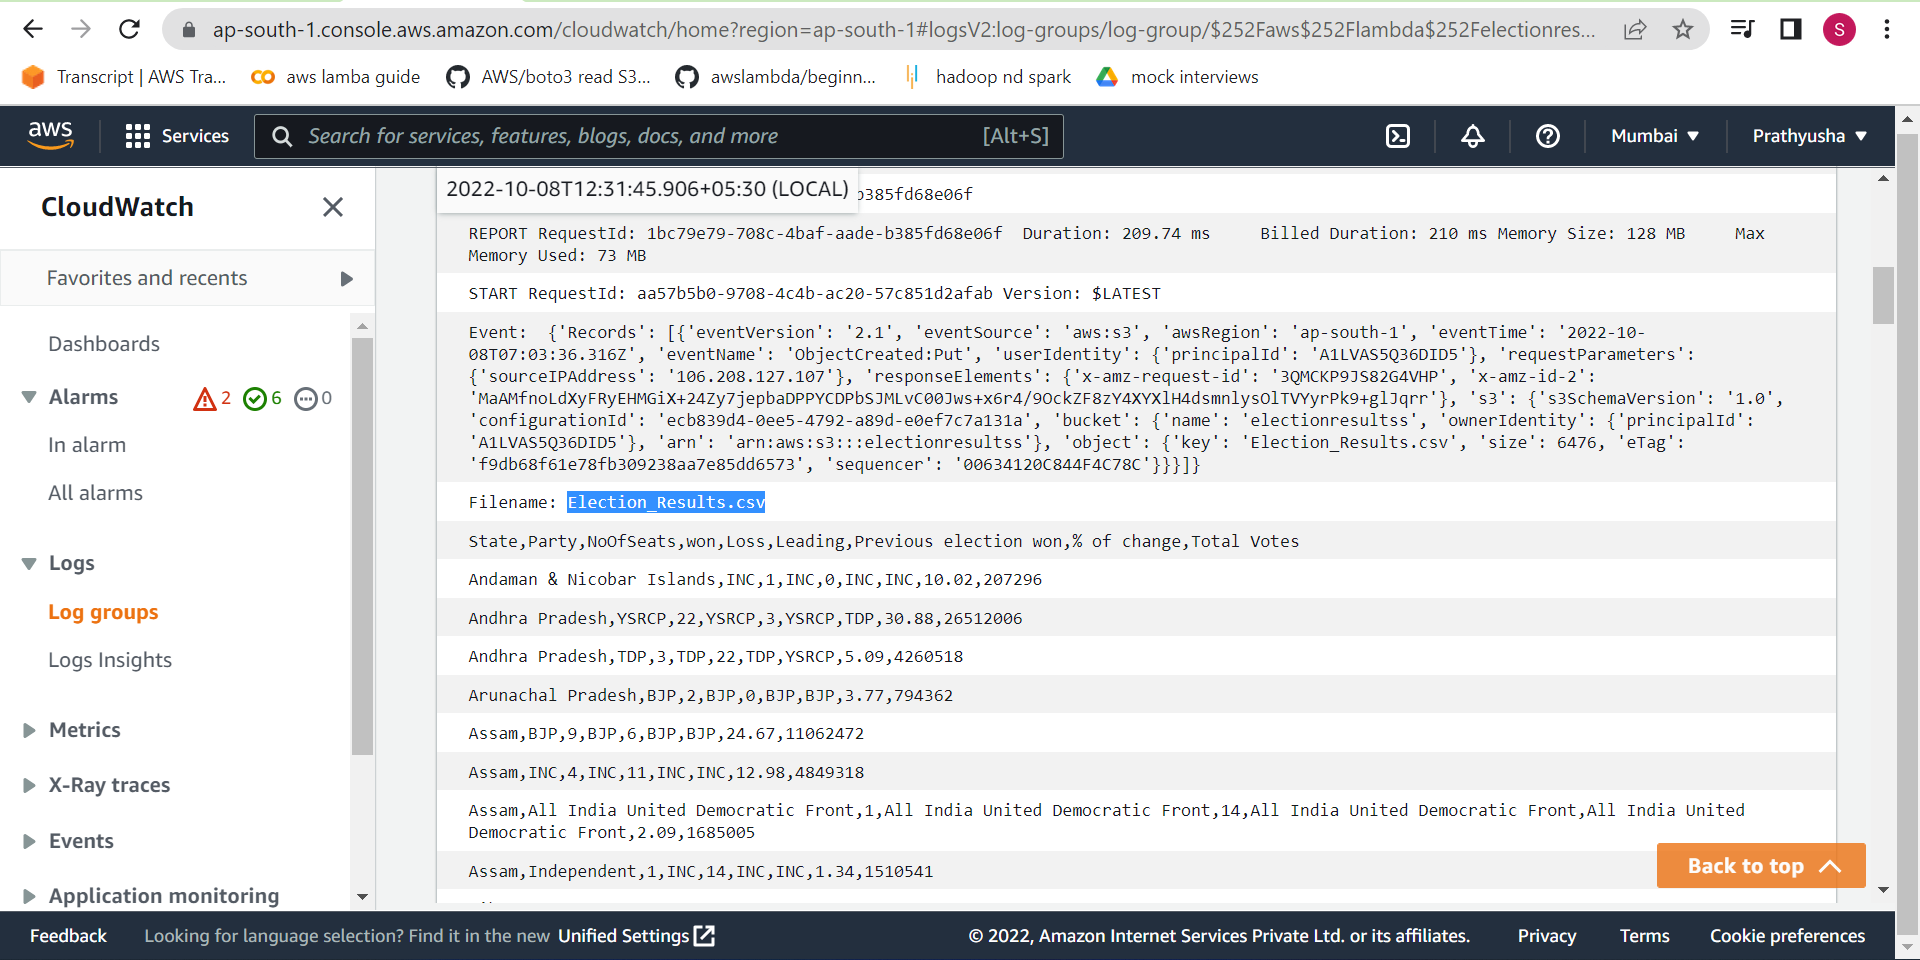 ap-south-1.console.aws.amazon.com/cloudwatch/home?region=ap-south-1#logsV2:log-groups/log-group/$252Faws$252Flambda$252Felectionres...
S
Transcript | AWS Tra...
aws lamba guide
AWS/boto3 read S3...
awslambda/beginn...
hadoop nd spark
mock interviews
aws
Services
Search for services, features, blogs, docs, and more
[Alt+S]
Mumbai
Prathyusha
CloudWatch
Favorites and recents
Dashboards
Alarms
2
6
0
In alarm
All alarms
Logs
Log groups
Logs Insights
Metrics
X-Ray traces
Events
Application monitoring
2022-10-08T12:31:45.906+05:30 (LOCAL)
b385fd68e06f
REPORT RequestId: 1bc79e79-708c-4baf-aade-b385fd68e06f Duration: 209.74 ms Billed Duration: 210 ms Memory Size: 128 MB Max
Memory Used: 73 MB
START RequestId: aa57b5b0-9708-4c4b-ac20-57c851d2afab Version: $LATEST
Event: {'Records': [{'eventVersion': '2.1', 'eventSource': 'aws:s3', 'awsRegion': 'ap-south-1', 'eventTime': '2022-10-
08T07:03:36.316Z', 'eventName': 'ObjectCreated:Put', 'userIdentity': {'principalId': 'A1LVAS5Q36DID5'}, 'requestParameters':
{'sourceIPAddress': '106.208.127.107'}, 'responseElements': {'x-amz-request-id': '3QMCKP9JS82G4VHP', 'x-amz-id-2':
'MaAMfnoLdXyFRyEHMGiX+24Zy7jepbaDPPYCDPbSJMLvC00Jws+x6r4/9OckZF8zY4XYXlH4dsmnlysOlTVYyrPk9+glJqrr'}, 's3': {'s3SchemaVersion': '1.0',
'configurationId': 'ecb839d4-0ee5-4792-a89d-e0ef7c7a131a', 'bucket': {'name': 'electionresultss', 'ownerIdentity': {'principalId':
'A1LVAS5Q36DID5'}, 'arn': 'arn:aws:s3:::electionresultss'}, 'object': {'key': 'Election_Results.csv', 'size': 6476, 'eTag':
'f9db68f61e78fb309238aa7e85dd6573', 'sequencer': '00634120C844F4C78C'}}}]}
Filename: Election_Results.csv
State,Party,NoOfSeats,won,Loss,Leading,Previous election won,% of change,Total Votes
Andaman & Nicobar Islands,INC,1,INC,0,INC,INC,10.02,207296
Andhra Pradesh,YSRCP,22,YSRCP,3,YSRCP,TDP,30.88,26512006
Andhra Pradesh,TDP,3,TDP,22,TDP,YSRCP,5.09,4260518
Arunachal Pradesh,BJP,2,BJP,0,BJP,BJP,3.77,794362
Assam,BJP,9,BJP,6,BJP,BJP,24.67,11062472
Assam,INC,4,INC,11,INC,INC,12.98,4849318
Assam,All India United Democratic Front,1,All India United Democratic Front,14,All India United Democratic Front,All India United
Democratic Front,2.09,1685005
Assam,Independent,1,INC,14,INC,INC,1.34,1510541
Back to top
Feedback
Looking for language selection? Find it in the new Unified Settings
© 2022, Amazon Internet Services Private Ltd. or its affiliates.
Privacy
Terms
Cookie preferences